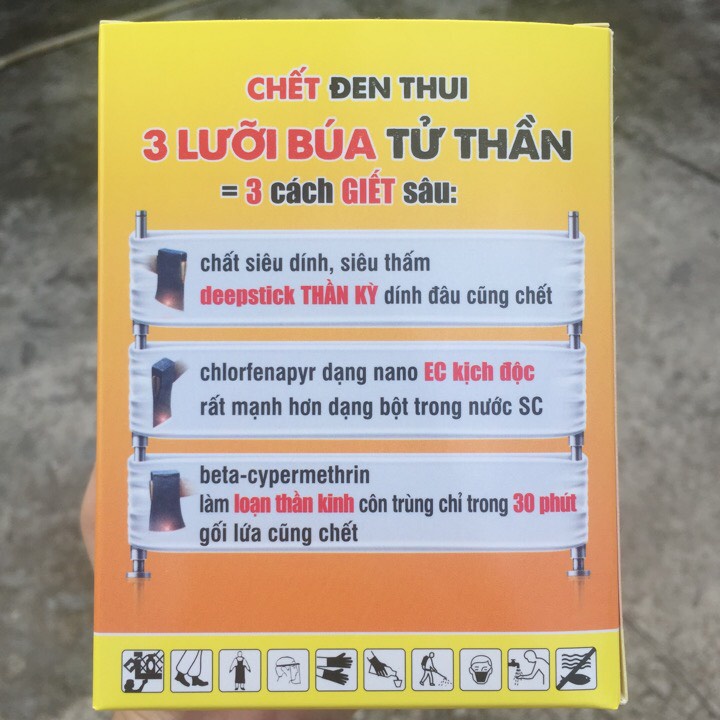 CHẾT ĐEN THUI
3 LƯỠI BÚA TỬ THẦN
= 3 cách GIẾT sâu:
chất siêu dính, siêu thấm
deepstick THẦN KỲ dính đâu cũng chết
chlorfenapyr dạng nano EC kịch độc
rất mạnh hơn dạng bột trong nước SC
beta-cypermethrin
làm loạn thần kinh côn trùng chỉ trong 30 phút
gối lứa cũng chết